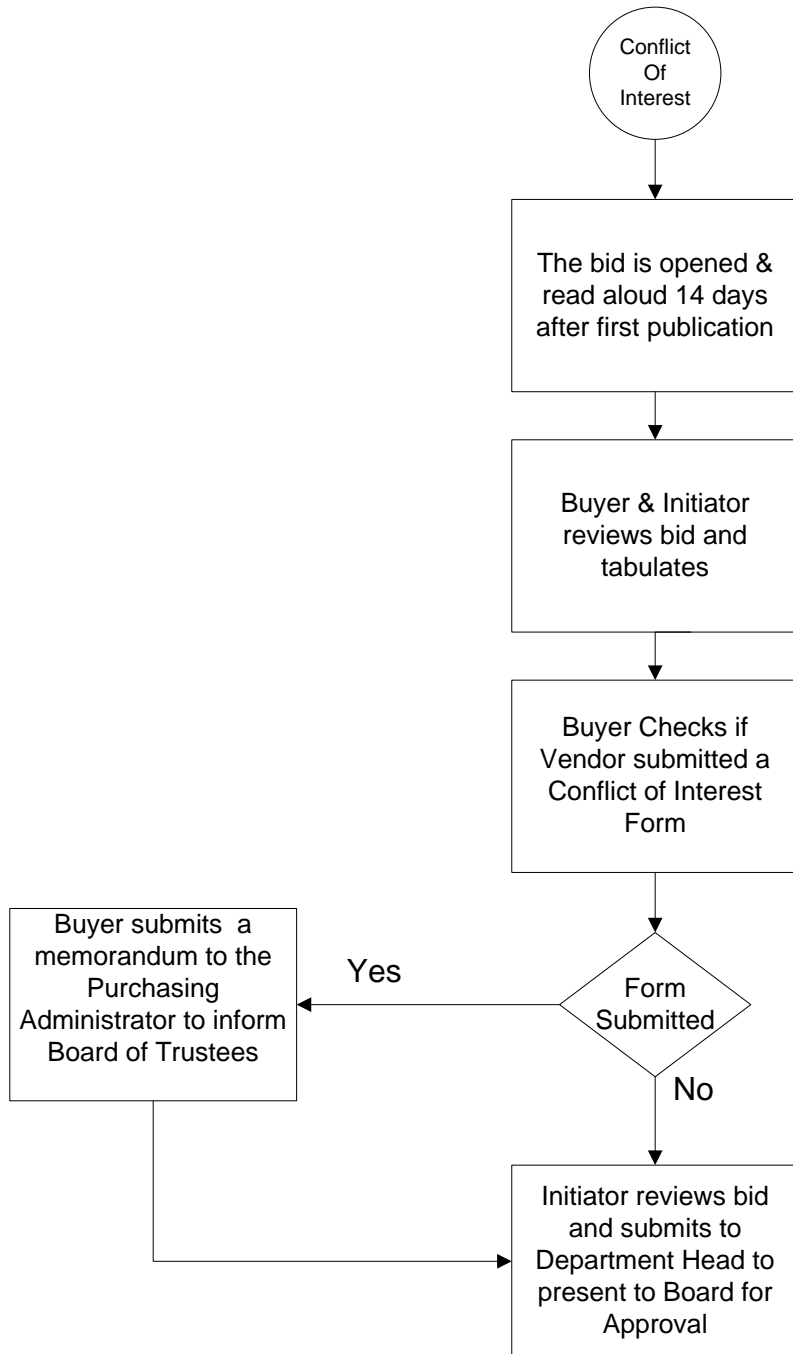 Conflict
Of
Interest
The bid is opened &
read aloud 14 days
after first publication
Buyer & Initiator
reviews bid and
tabulates
Buyer Checks if
Vendor submitted a
Conflict of Interest
Form
Form
Submitted
Yes
No
Buyer submits a
memorandum to the
Purchasing
Administrator to inform
Board of Trustees
Initiator reviews bid
and submits to
Department Head to
present to Board for
Approval